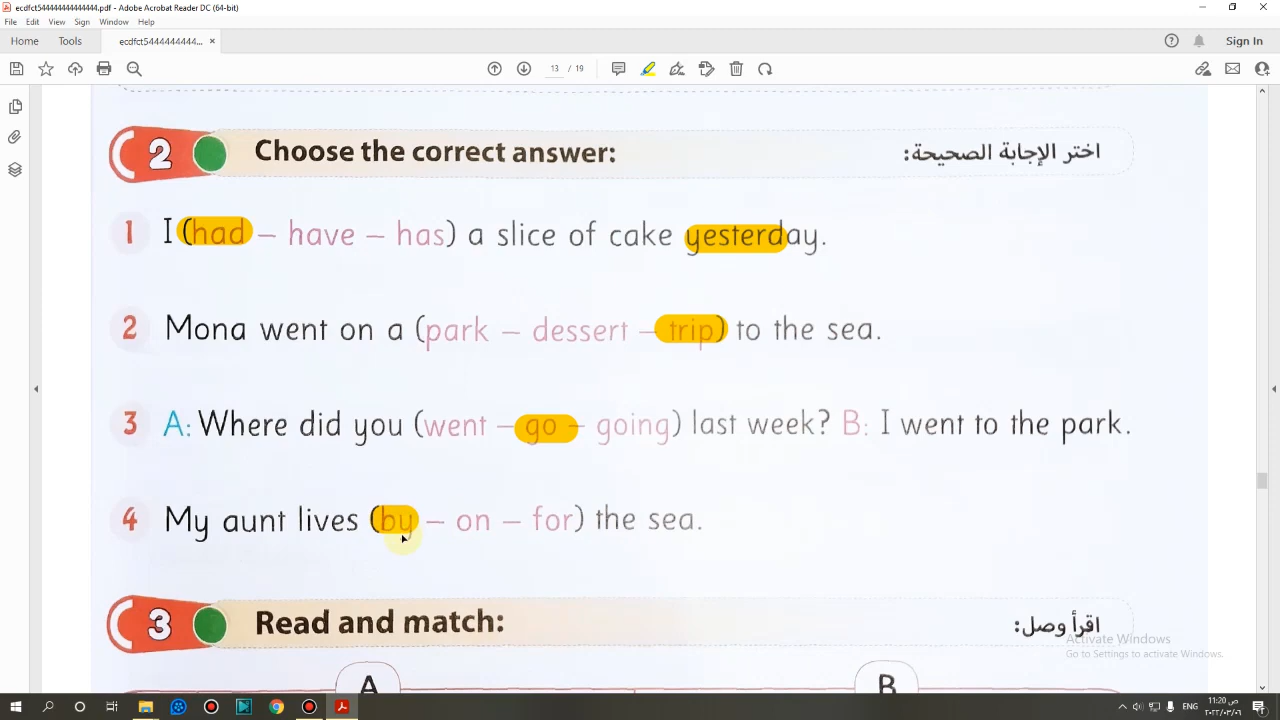 ecdfct54444444444444.pdf - Adobe Acrobat Reader DC (64-bit)
File Edit View Sign Window Help
Home Tools ecdfct5444444444... × Sign In
13 / 19
2 Choose the correct answer: اختر الإجابة الصحيحة:
1 I (had – have – has) a slice of cake yesterday.
2 Mona went on a (park – dessert – trip) to the sea.
3 A: Where did you (went – go – going) last week? B: I went to the park.
4 My aunt lives (by – on – for) the sea.
3 Read and match: اقرأ وصل:
Activate Windows
Go to Settings to activate Windows.
A B
ENG
11:20 ص